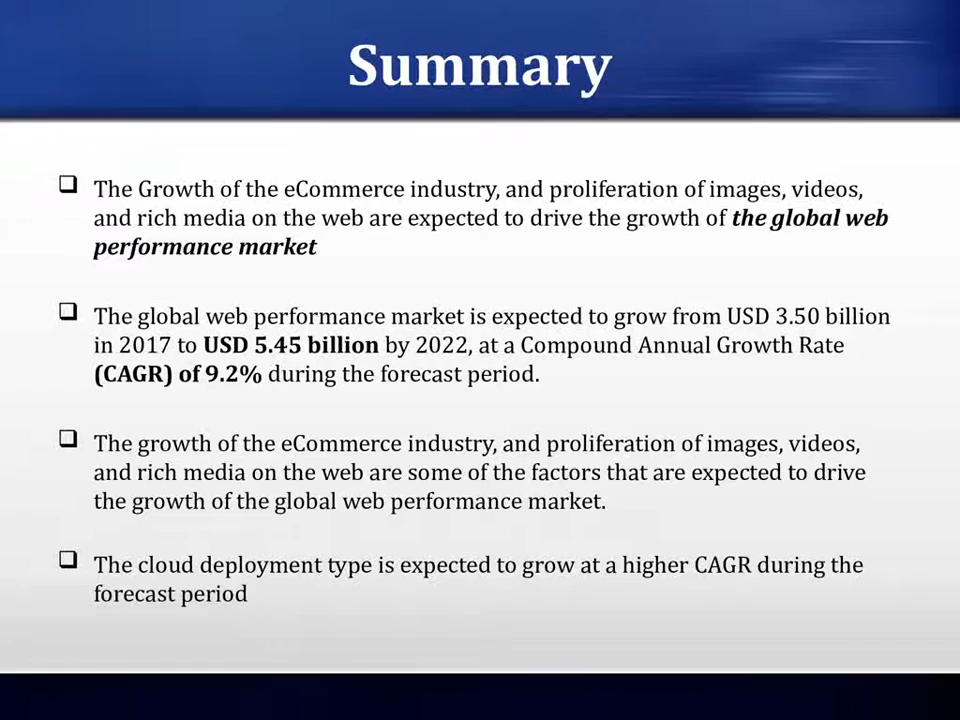 Summary
The Growth of the eCommerce industry, and proliferation of images, videos,
and rich media on the web are expected to drive the growth of the global web
performance market
The global web performance market is expected to grow from USD 3.50 billion
in 2017 to USD 5.45 billion by 2022, at a Compound Annual Growth Rate
(CAGR) of 9.2% during the forecast period.
The growth of the eCommerce industry, and proliferation of images, videos,
and rich media on the web are some of the factors that are expected to drive
the growth of the global web performance market.
The cloud deployment type is expected to grow at a higher CAGR during the
forecast period